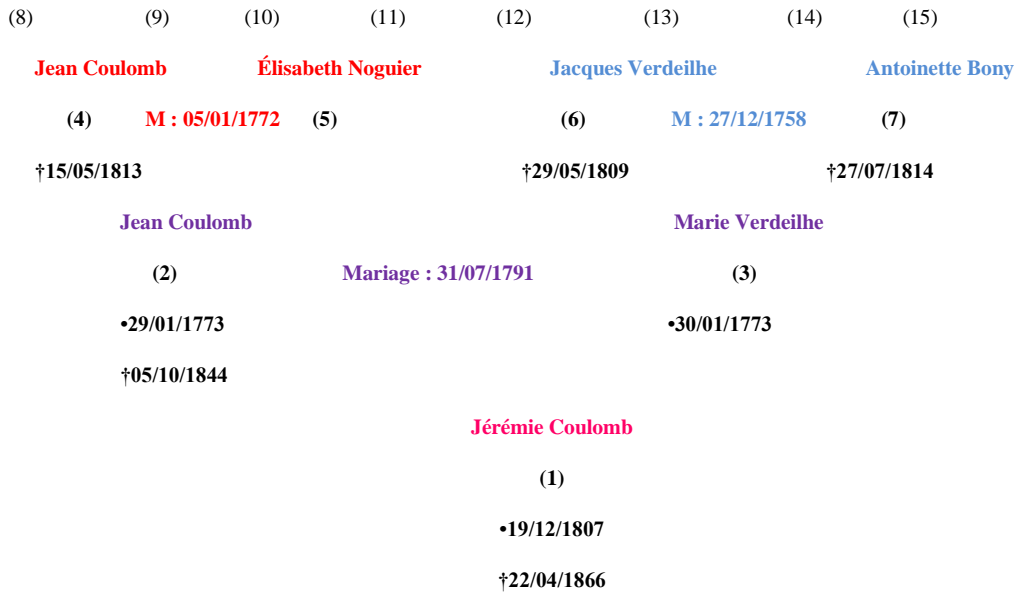 (8) (9) (10) (11) (12) (13) (14) (15)
Jean Coulomb Élisabeth Noguier Jacques Verdeilhe Antoinette Bony
(4) M : 05/01/1772 (5) (6) M : 27/12/1758 (7)
†15/05/1813 †29/05/1809 †27/07/1814
Jean Coulomb Marie Verdeilhe
(2) Mariage : 31/07/1791 (3)
•29/01/1773 •30/01/1773
†05/10/1844
Jérémie Coulomb
(1)
•19/12/1807
†22/04/1866